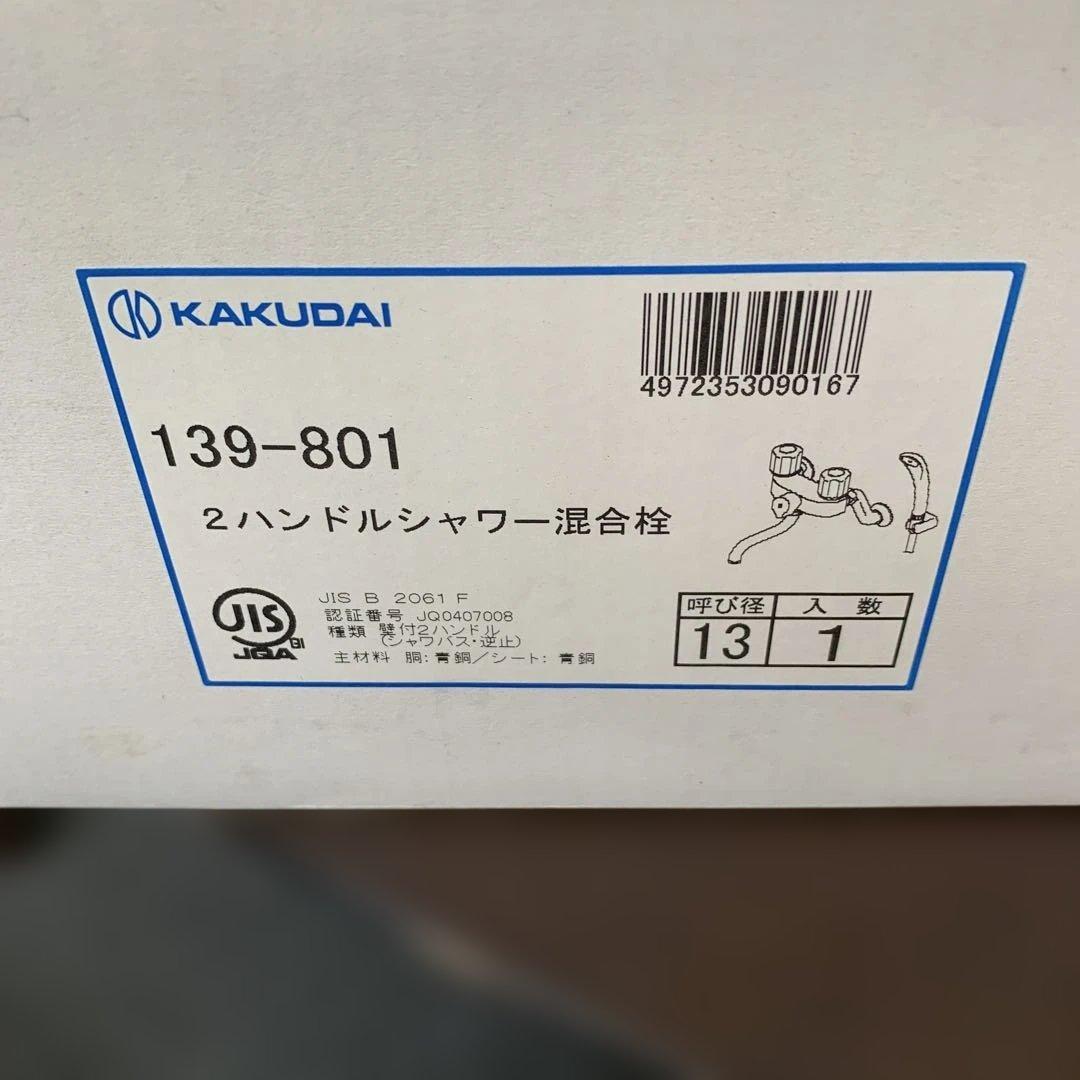 KAKUDAI
4972353090167
139-801
2ハンドルシャワー混合栓
JIS
BI
JQA
JIS B 2061 F
認証番号 JQ0407008
種類 壁付2ハンドル
(シャワバス・逆止)
主材料 胴:青銅/シート:青銅
呼び径 入数
13 1